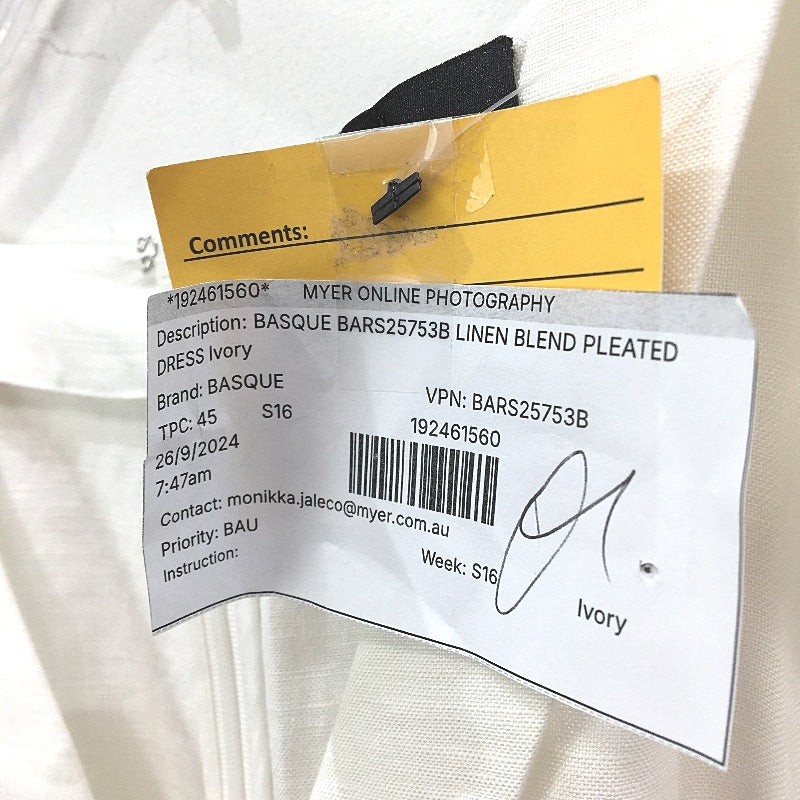 Comments:
*192461560* MYER ONLINE PHOTOGRAPHY
Description: BASQUE BARS25753B LINEN BLEND PLEATED
DRESS Ivory
Brand: BASQUE
VPN: BARS25753B
TPC: 45 S16
192461560
26/9/2024
7:47am
Contact: monikka.jaleco@myer.com.au
Priority: BAU
Week: S16
Instruction:
Ivory